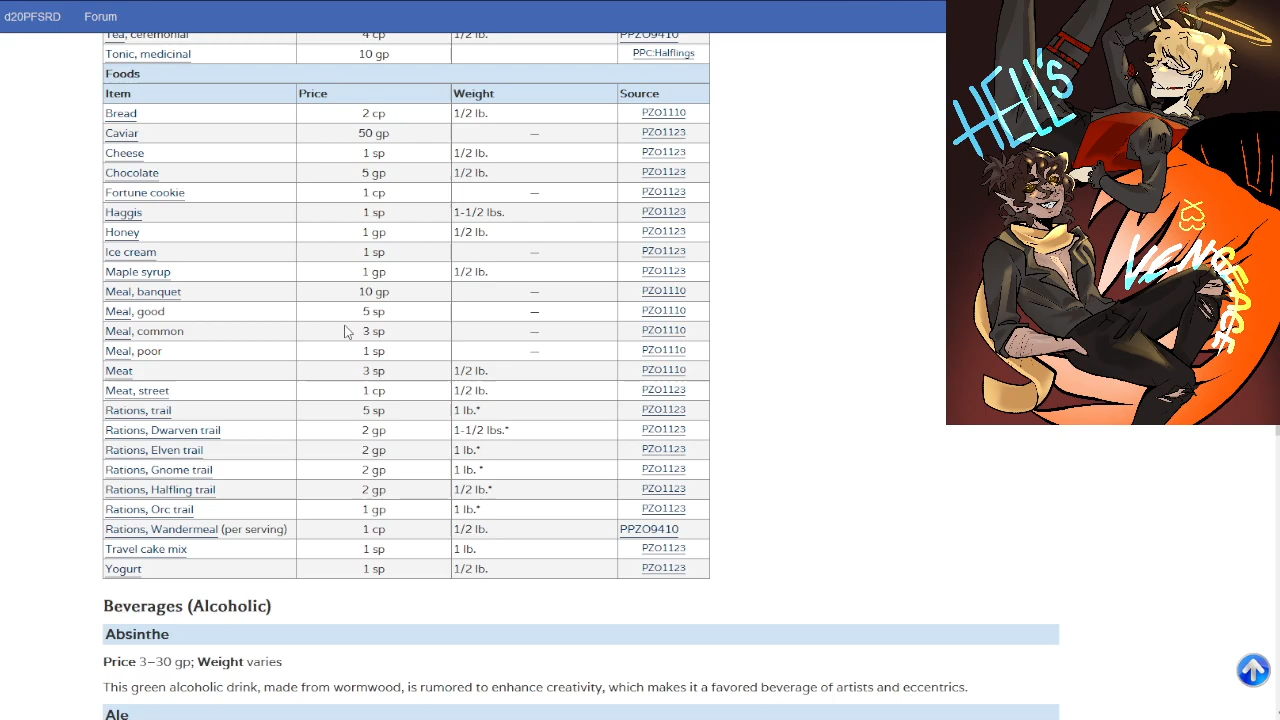 d20PFSRD Forum
Tea, ceremonial 4 cp 1/2 lb. PPZO9410
Tonic, medicinal 10 gp PPC:Halflings
Foods
Item Price Weight Source
Bread 2 cp 1/2 lb. PZO1110
Caviar 50 gp — PZO1123
Cheese 1 sp 1/2 lb. PZO1123
Chocolate 5 gp 1/2 lb. PZO1123
Fortune cookie 1 cp — PZO1123
Haggis 1 sp 1-1/2 lbs. PZO1123
Honey 1 gp 1/2 lb. PZO1123
Ice cream 1 sp — PZO1123
Maple syrup 1 gp 1/2 lb. PZO1123
Meal, banquet 10 gp — PZO1110
Meal, good 5 sp — PZO1110
Meal, common 3 sp — PZO1110
Meal, poor 1 sp — PZO1110
Meat 3 sp 1/2 lb. PZO1110
Meat, street 1 cp 1/2 lb. PZO1123
Rations, trail 5 sp 1 lb.* PZO1123
Rations, Dwarven trail 2 gp 1-1/2 lbs.* PZO1123
Rations, Elven trail 2 gp 1 lb.* PZO1123
Rations, Gnome trail 2 gp 1 lb. * PZO1123
Rations, Halfling trail 2 gp 1/2 lb.* PZO1123
Rations, Orc trail 1 gp 1 lb.* PZO1123
Rations, Wandermeal (per serving) 1 cp 1/2 lb. PPZO9410
Travel cake mix 1 sp 1 lb. PZO1123
Yogurt 1 sp 1/2 lb. PZO1123
Beverages (Alcoholic)
Absinthe
Price 3–30 gp; Weight varies
This green alcoholic drink, made from wormwood, is rumored to enhance creativity, which makes it a favored beverage of artists and eccentrics.
Ale
HELL'S